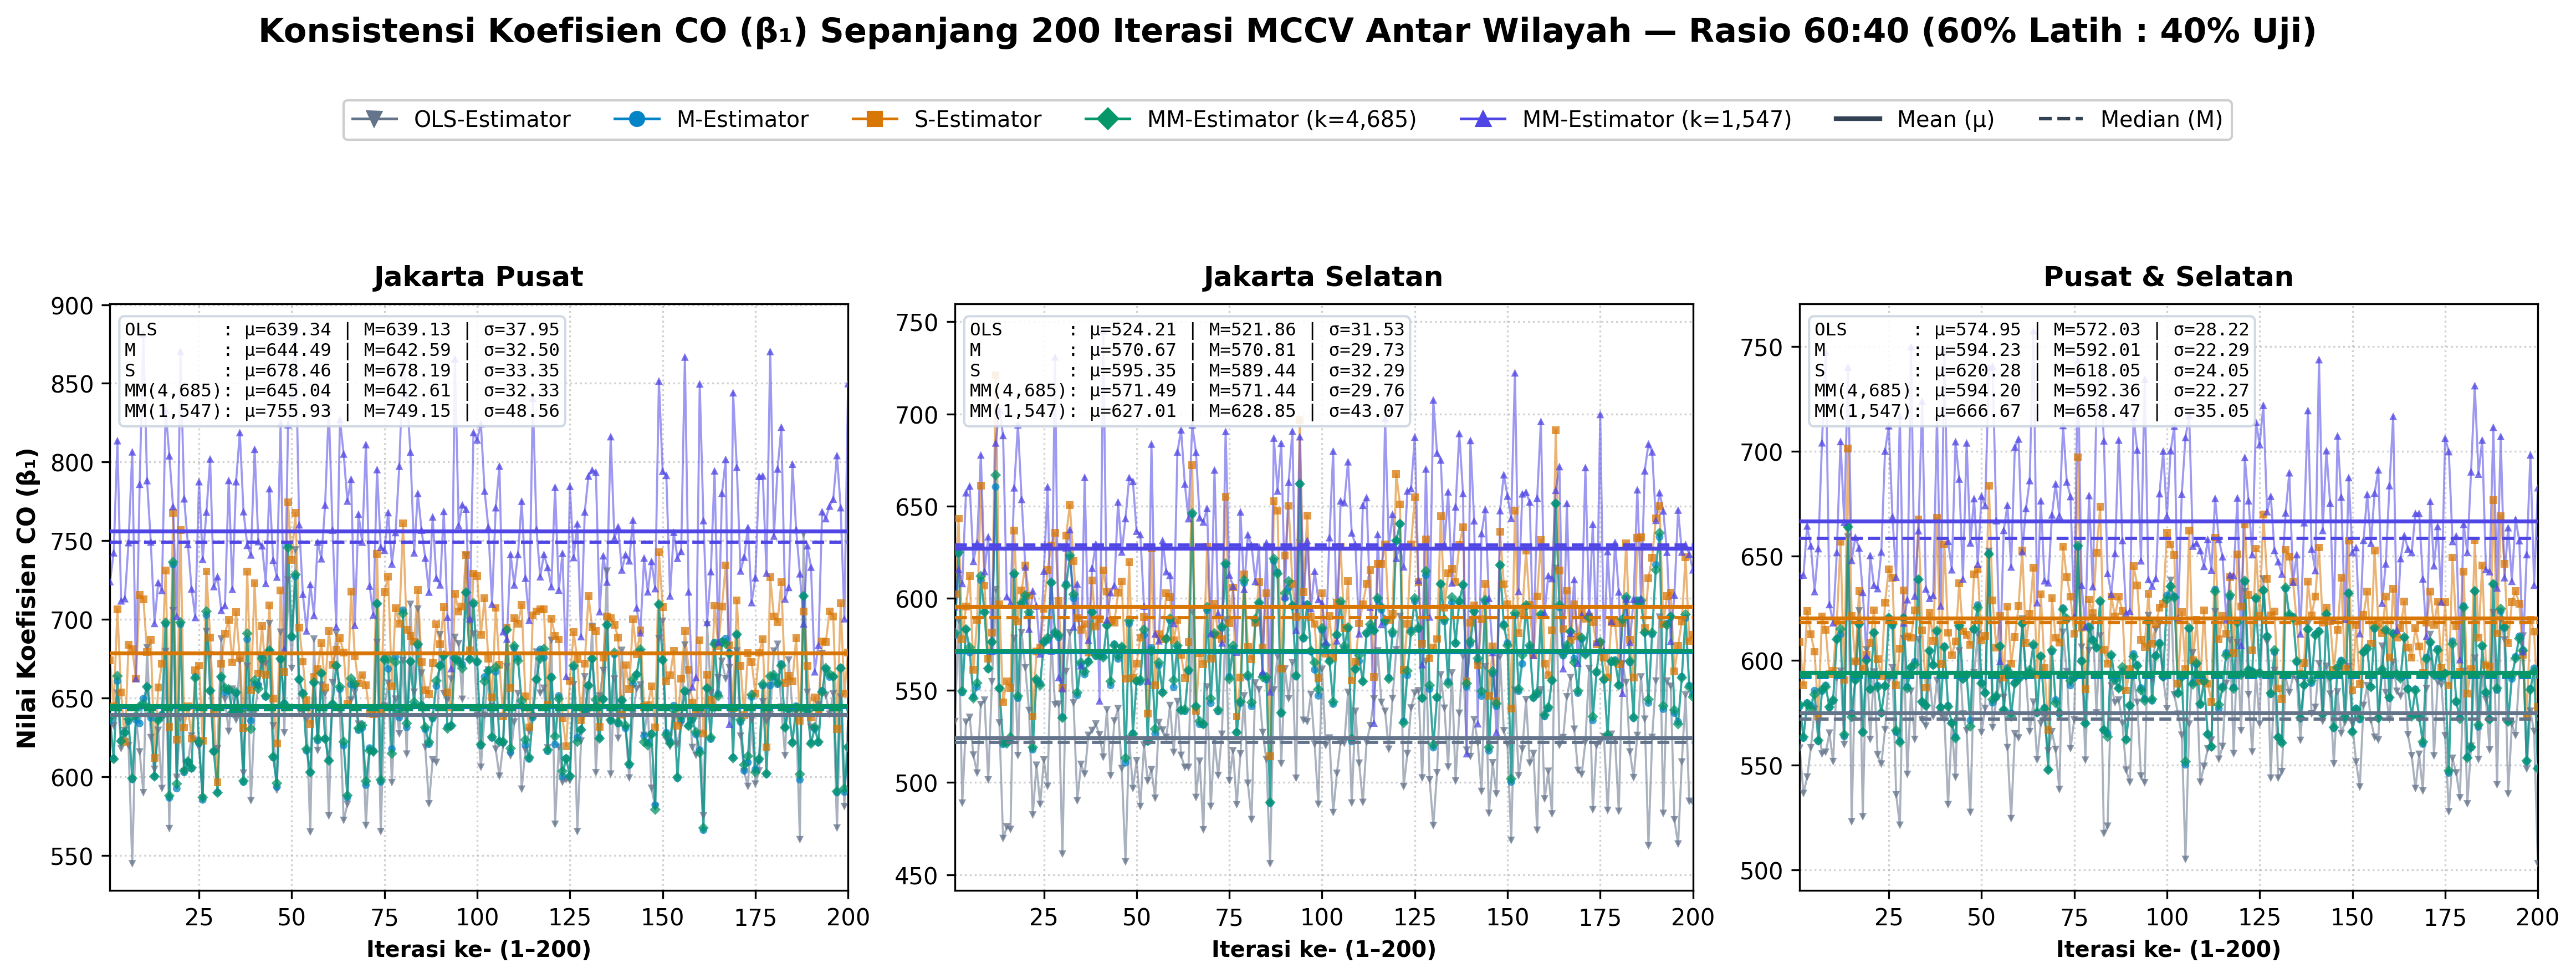 Konsistensi Koefisien CO (β₁) Sepanjang 200 Iterasi MCCV Antar Wilayah — Rasio 60:40 (60% Latih : 40% Uji)
OLS-Estimator M-Estimator S-Estimator MM-Estimator (k=4,685) MM-Estimator (k=1,547) Mean (μ) Median (M)
Jakarta Pusat
OLS : μ=639.34 | M=639.13 | σ=37.95
M : μ=644.49 | M=642.59 | σ=32.50
S : μ=678.46 | M=678.19 | σ=33.35
MM(4,685): μ=645.04 | M=642.61 | σ=32.33
MM(1,547): μ=755.93 | M=749.15 | σ=48.56
Nilai Koefisien CO (β₁)
900
850
800
750
700
650
600
550
25 50 75 100 125 150 175 200
Iterasi ke- (1–200)
Jakarta Selatan
OLS : μ=524.21 | M=521.86 | σ=31.53
M : μ=570.67 | M=570.81 | σ=29.73
S : μ=595.35 | M=589.44 | σ=32.29
MM(4,685): μ=571.49 | M=571.44 | σ=29.76
MM(1,547): μ=627.01 | M=628.85 | σ=43.07
750
700
650
600
550
500
450
25 50 75 100 125 150 175 200
Iterasi ke- (1–200)
Pusat & Selatan
OLS : μ=574.95 | M=572.03 | σ=28.22
M : μ=594.23 | M=592.01 | σ=22.29
S : μ=620.28 | M=618.05 | σ=24.05
MM(4,685): μ=594.20 | M=592.36 | σ=22.27
MM(1,547): μ=666.67 | M=658.47 | σ=35.05
750
700
650
600
550
500
25 50 75 100 125 150 175 200
Iterasi ke- (1–200)